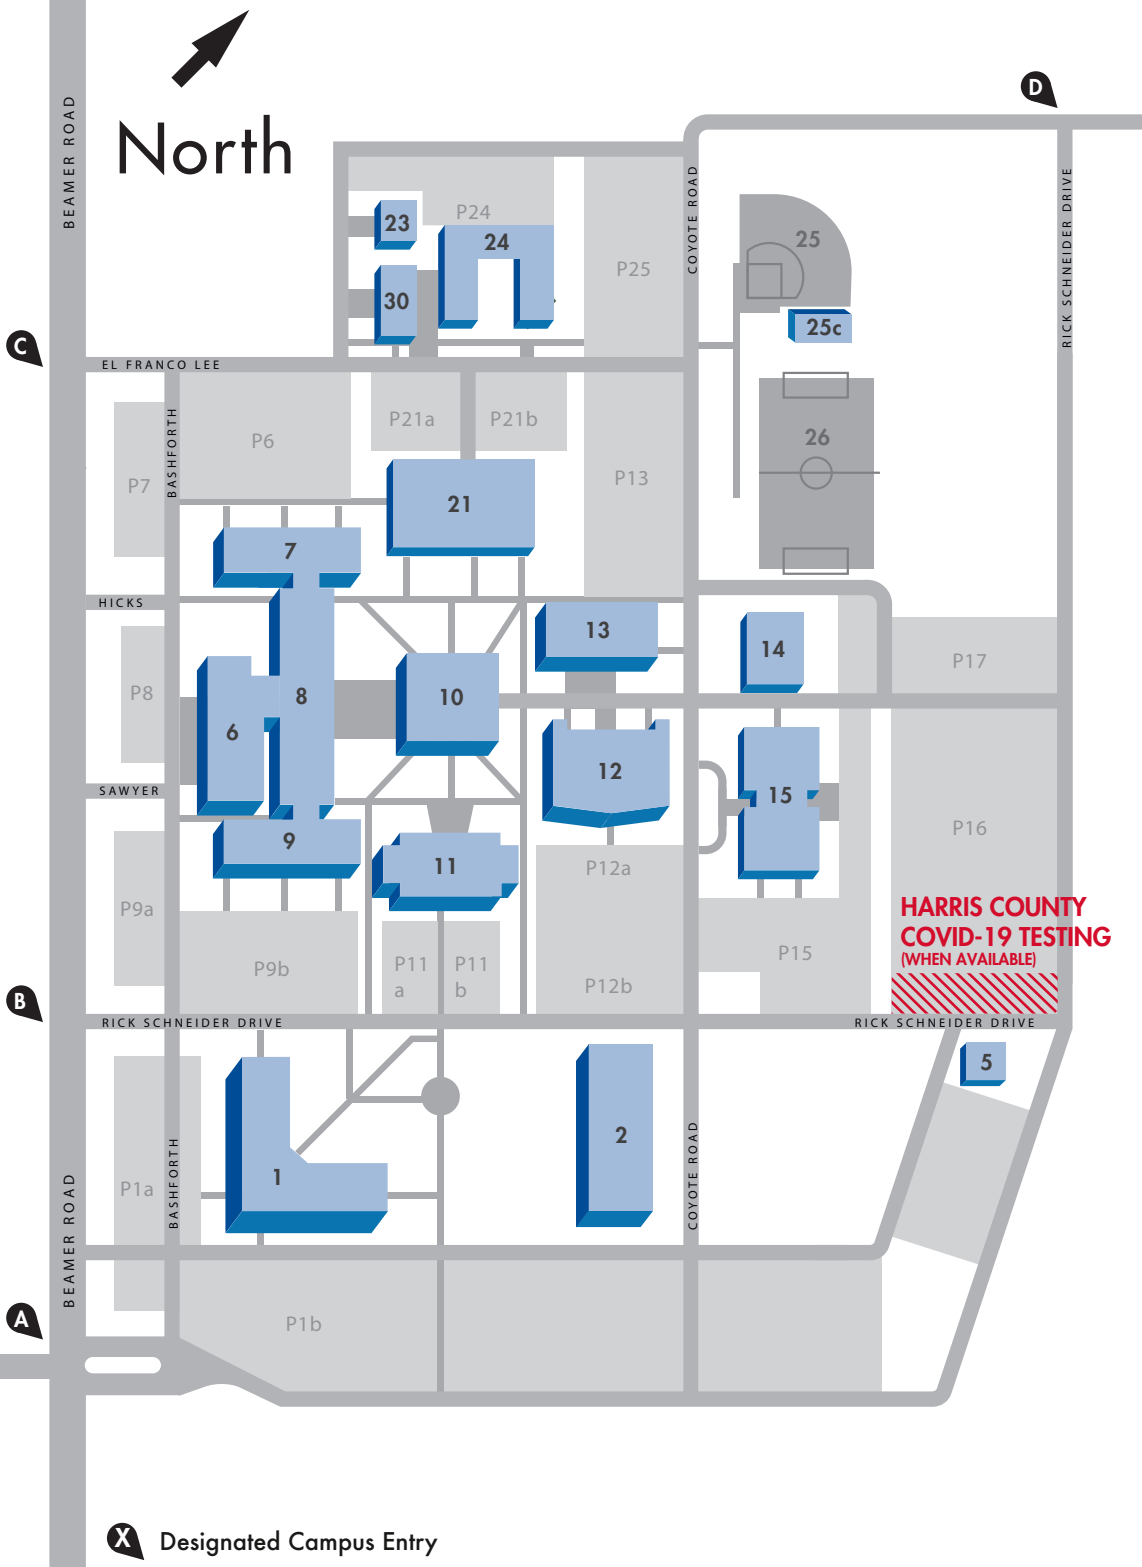 North
D
BEAMER ROAD
COYOTE ROAD
RICK SCHNEIDER DRIVE
23
P24
24
25
P25
30
25c
C
EL FRANCO LEE
BASHFORTH
P6
P21a
P21b
P7
P13
26
21
7
HICKS
13
14
P17
P8
8
10
6
12
SAWYER
15
9
11
P12a
P16
P9a
HARRIS COUNTY
COVID-19 TESTING
(WHEN AVAILABLE)
P9b
P11
a
P11
b
P12b
P15
B
RICK SCHNEIDER DRIVE
RICK SCHNEIDER DRIVE
5
2
1
P1a
BASHFORTH
COYOTE ROAD
BEAMER ROAD
A
P1b
X
Designated Campus Entry